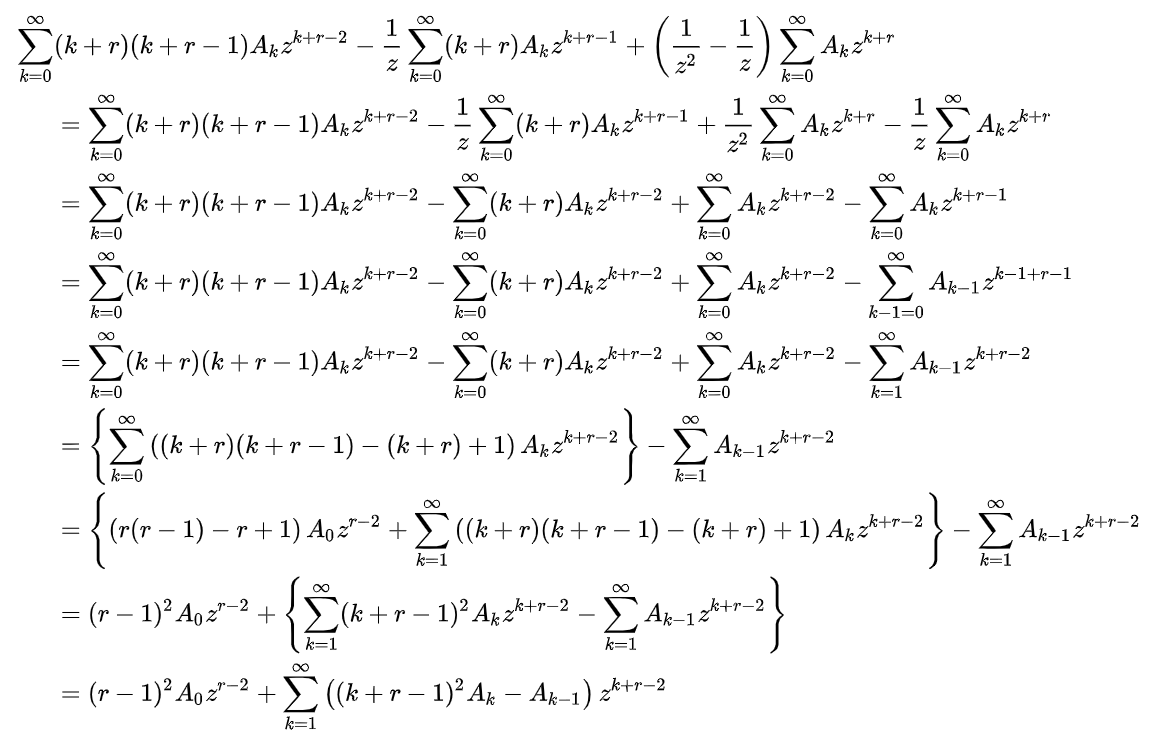 \sum_{k=0}^{\infty}(k+r)(k+r-1)A_k z^{k+r-2} - \frac{1}{z}\sum_{k=0}^{\infty}(k+r)A_k z^{k+r-1} + \left(\frac{1}{z^2} - \frac{1}{z}\right)\sum_{k=0}^{\infty}A_k z^{k+r}
= \sum_{k=0}^{\infty}(k+r)(k+r-1)A_k z^{k+r-2} - \frac{1}{z}\sum_{k=0}^{\infty}(k+r)A_k z^{k+r-1} + \frac{1}{z^2}\sum_{k=0}^{\infty}A_k z^{k+r} - \frac{1}{z}\sum_{k=0}^{\infty}A_k z^{k+r}
= \sum_{k=0}^{\infty}(k+r)(k+r-1)A_k z^{k+r-2} - \sum_{k=0}^{\infty}(k+r)A_k z^{k+r-2} + \sum_{k=0}^{\infty}A_k z^{k+r-2} - \sum_{k=0}^{\infty}A_k z^{k+r-1}
= \sum_{k=0}^{\infty}(k+r)(k+r-1)A_k z^{k+r-2} - \sum_{k=0}^{\infty}(k+r)A_k z^{k+r-2} + \sum_{k=0}^{\infty}A_k z^{k+r-2} - \sum_{k-1=0}^{\infty}A_{k-1} z^{k-1+r-1}
= \sum_{k=0}^{\infty}(k+r)(k+r-1)A_k z^{k+r-2} - \sum_{k=0}^{\infty}(k+r)A_k z^{k+r-2} + \sum_{k=0}^{\infty}A_k z^{k+r-2} - \sum_{k=1}^{\infty}A_{k-1} z^{k+r-2}
= \left\{\sum_{k=0}^{\infty}\left((k+r)(k+r-1) - (k+r) + 1\right)A_k z^{k+r-2}\right\} - \sum_{k=1}^{\infty}A_{k-1} z^{k+r-2}
= \left\{\left(r(r-1) - r + 1\right)A_0 z^{r-2} + \sum_{k=1}^{\infty}\left((k+r)(k+r-1) - (k+r) + 1\right)A_k z^{k+r-2}\right\} - \sum_{k=1}^{\infty}A_{k-1} z^{k+r-2}
= (r-1)^2 A_0 z^{r-2} + \left\{\sum_{k=1}^{\infty}(k+r-1)^2 A_k z^{k+r-2} - \sum_{k=1}^{\infty}A_{k-1} z^{k+r-2}\right\}
= (r-1)^2 A_0 z^{r-2} + \sum_{k=1}^{\infty}\left((k+r-1)^2 A_k - A_{k-1}\right) z^{k+r-2}